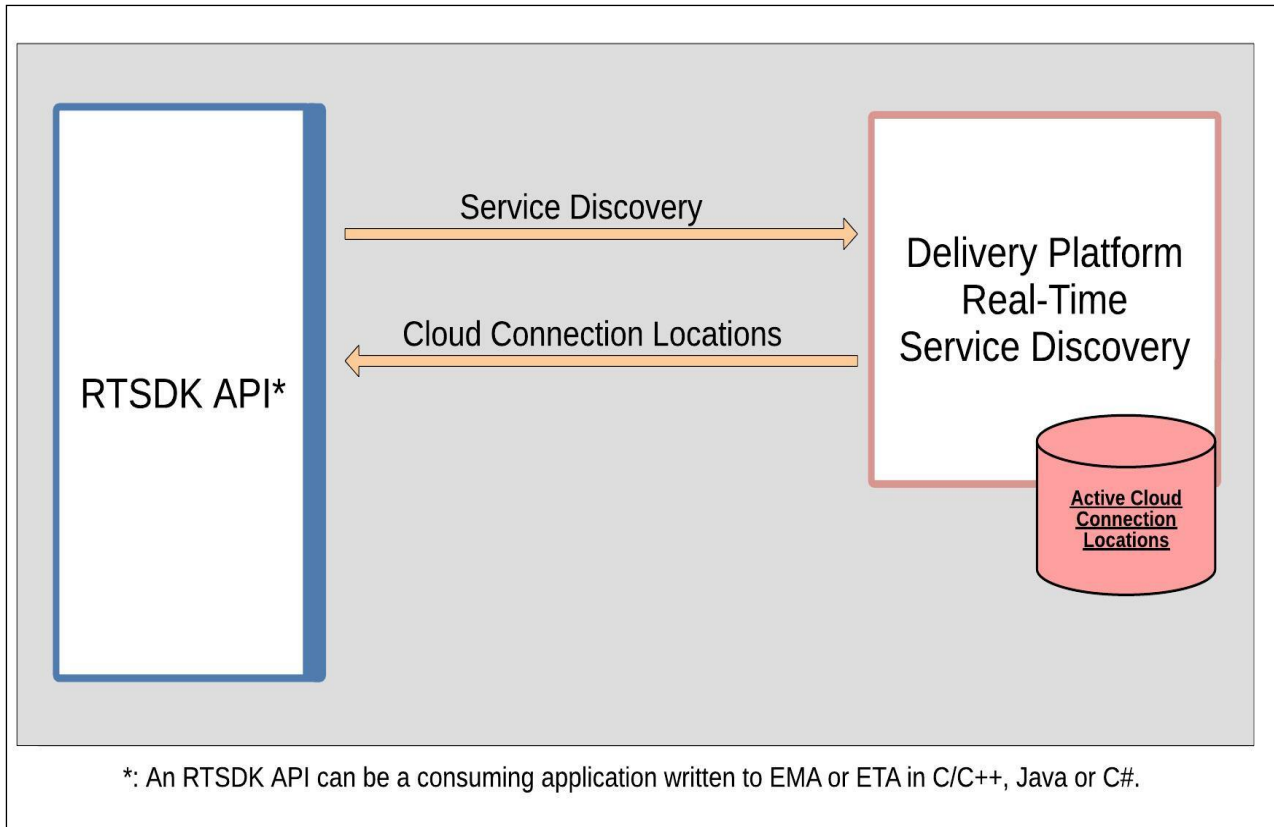 Service Discovery
Cloud Connection Locations
RTSDK API*
Delivery Platform
Real-Time
Service Discovery
Active Cloud
Connection
Locations
*: An RTSDK API can be a consuming application written to EMA or ETA in C/C++, Java or C#.